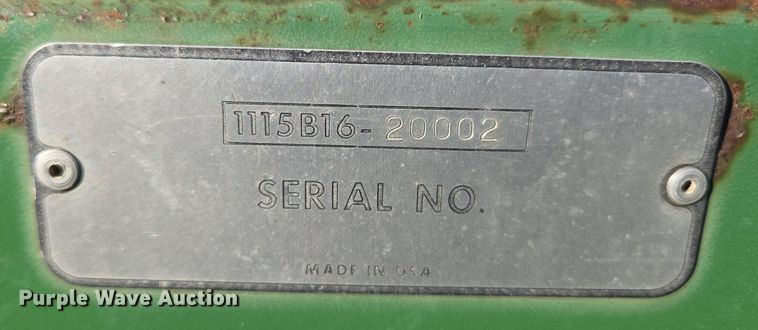 1115B16-20002
SERIAL NO.
MADE IN USA
Purple Wave Auction